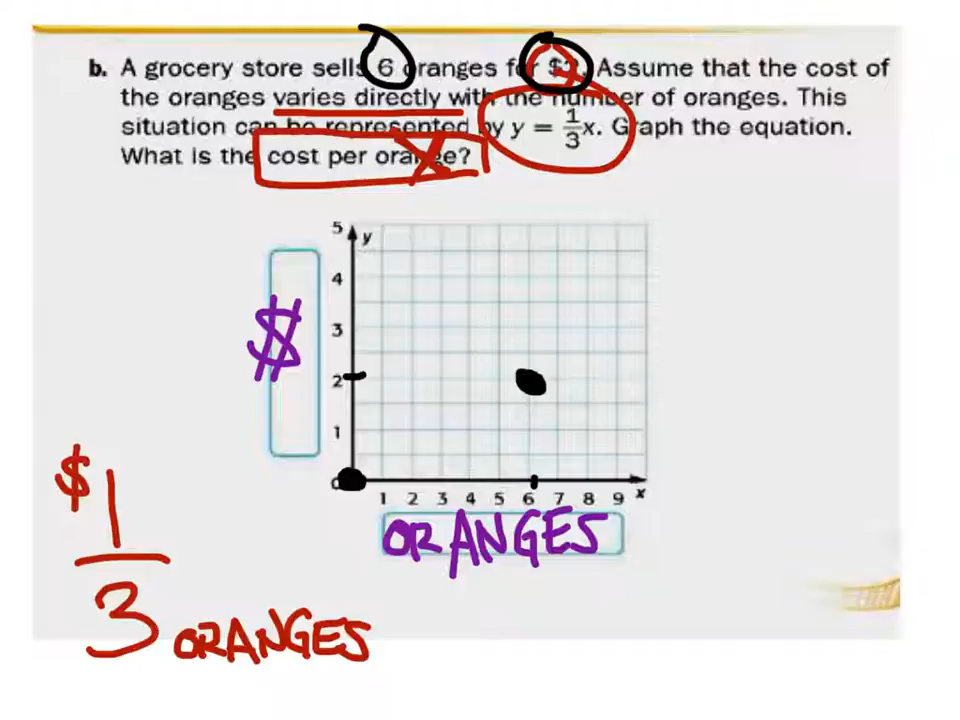 b. A grocery store sells 6 oranges for $2. Assume that the cost of
the oranges varies directly with the number of oranges. This
situation can be represented by y = 1/3 x. Graph the equation.
What is the cost per orange?
X
5 y
4
3
$
2
1
0
1 2 3 4 5 6 7 8 9 x
ORANGES
$1
3 ORANGES